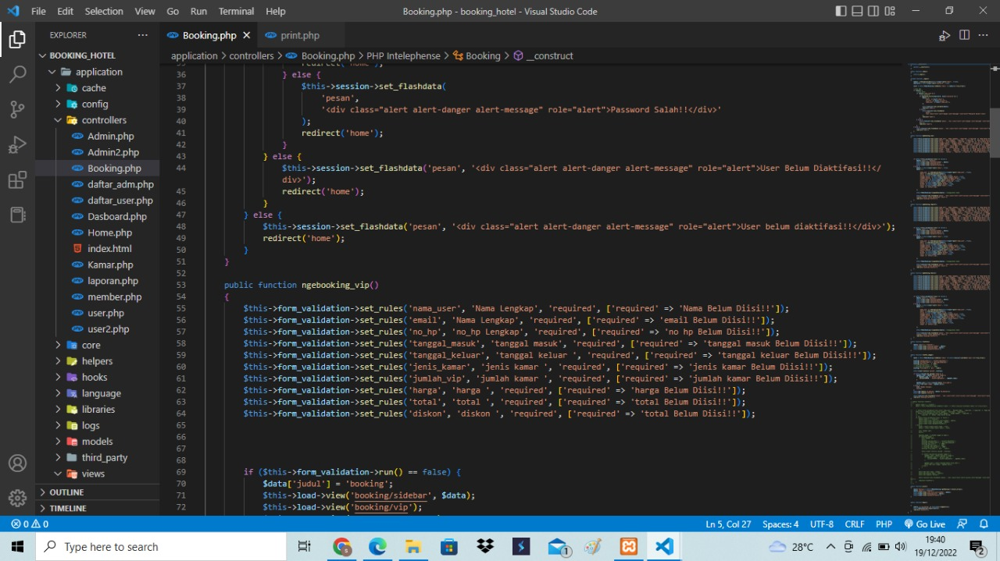 File Edit Selection View Go Run Terminal Help
Booking.php - booking_hotel - Visual Studio Code
EXPLORER
Booking.php
print.php
BOOKING_HOTEL
application > controllers > Booking.php > PHP Intelephense > Booking > __construct
application
cache
config
controllers
Admin.php
Admin2.php
Booking.php
daftar_adm.php
dafatr_user.php
Dasboard.php
Home.php
index.html
Kamar.php
laporan.php
member.php
user.php
user2.php
core
helpers
hooks
language
libraries
logs
models
third_party
views
OUTLINE
TIMELINE
35 redirect('home');
36 } else {
37 $this->session->set_flashdata(
38 'pesan',
39 '<div class="alert alert-danger alert-message" role="alert">Password Salah!!</div>'
40 );
41 redirect('home');
42 }
43 } else {
44 $this->session->set_flashdata('pesan', '<div class="alert alert-danger alert-message" role="alert">User Belum Diaktifasi!!</
div>');
45 redirect('home');
46 }
47 } else {
48 $this->session->set_flashdata('pesan', '<div class="alert alert-danger alert-message" role="alert">User belum diaktifasi!!</div>');
49 redirect('home');
50 }
51 }
52
53 public function ngebooking_vip()
54 {
55 $this->form_validation->set_rules('nama_user', 'Nama Lengkap', 'required', ['required' => 'Nama Belum Diisi!!']);
56 $this->form_validation->set_rules('email', 'Nama Lengkap', 'required', ['required' => 'email Belum Diisi!!']);
57 $this->form_validation->set_rules('no_hp', 'no_hp Lengkap', 'required', ['required' => 'no hp Belum Diisi!!']);
58 $this->form_validation->set_rules('tanggal_masuk', 'tanggal masuk', 'required', ['required' => 'tanggal masuk Belum Diisi!!']);
59 $this->form_validation->set_rules('tanggal_keluar', 'tanggal keluar', 'required', ['required' => 'tanggal keluar Belum Diisi!!']);
60 $this->form_validation->set_rules('jenis_kamar', 'jenis kamar ', 'required', ['required' => 'jenis kamar Belum Diisi!!']);
61 $this->form_validation->set_rules('jumlah_kamar', 'jumlah kamar ', 'required', ['required' => 'jumlah kamar Belum Diisi!!']);
62 $this->form_validation->set_rules('harga', 'harga ', 'required', ['required' => 'harga Belum Diisi!!']);
63 $this->form_validation->set_rules('total', 'total ', 'required', ['required' => 'total Belum Diisi!!']);
64 $this->form_validation->set_rules('diskon', 'diskon ', 'required', ['required' => 'total Belum Diisi!!']);
65
66
67
68
69 if ($this->form_validation->run() == false) {
70 $data['judul'] = 'book now';
71 $this->load->view('booking/sidebar', $data);
72 $this->load->view('booking/vip');
0 0 Ln 5, Col 27 Spaces: 4 UTF-8 CRLF PHP Go Live
Type here to search
1
28°C
19:40
19/12/2022
2